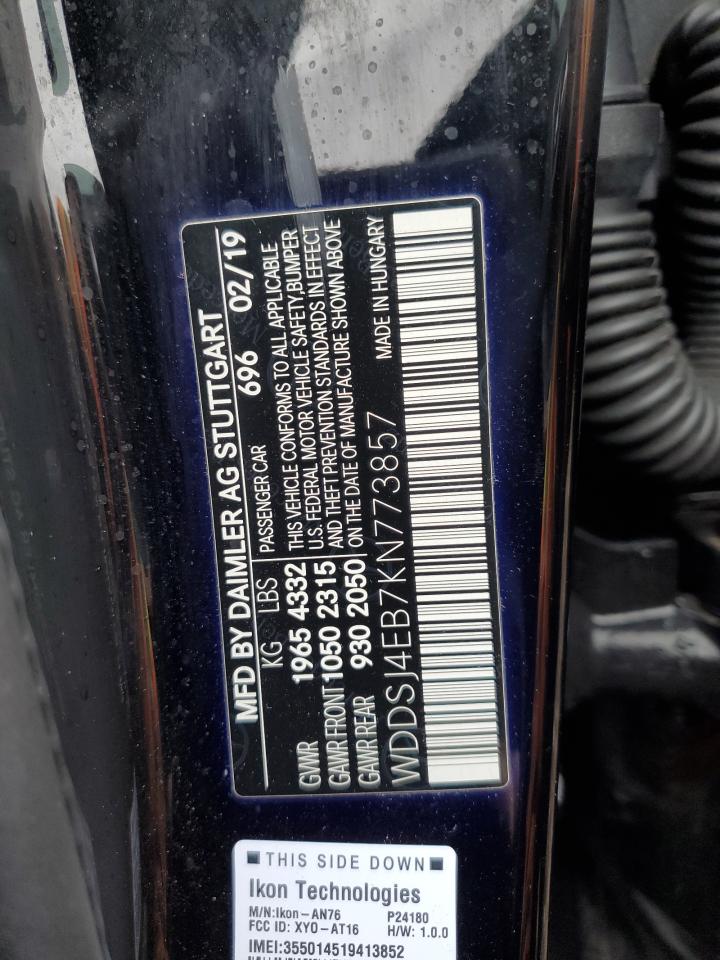 MFD BY DAIMLER AG STUTTGART
696 02/19
KG LBS PASSENGER CAR
GWR 1965 4332 THIS VEHICLE CONFORMS TO ALL APPLICABLE
GAWR FRONT 1050 2315 U.S. FEDERAL MOTOR VEHICLE SAFETY,BUMPER
GAWR REAR 930 2050 AND THEFT PREVENTION STANDARDS IN EFFECT
ON THE DATE OF MANUFACTURE SHOWN ABOVE
WDDSJ4EB7KN773857 MADE IN HUNGARY
THIS SIDE DOWN
Ikon Technologies
M/N:Ikon-AN76 P24180
FCC ID: XYO-AT16 H/W: 1.0.0
IMEI:355014519413852